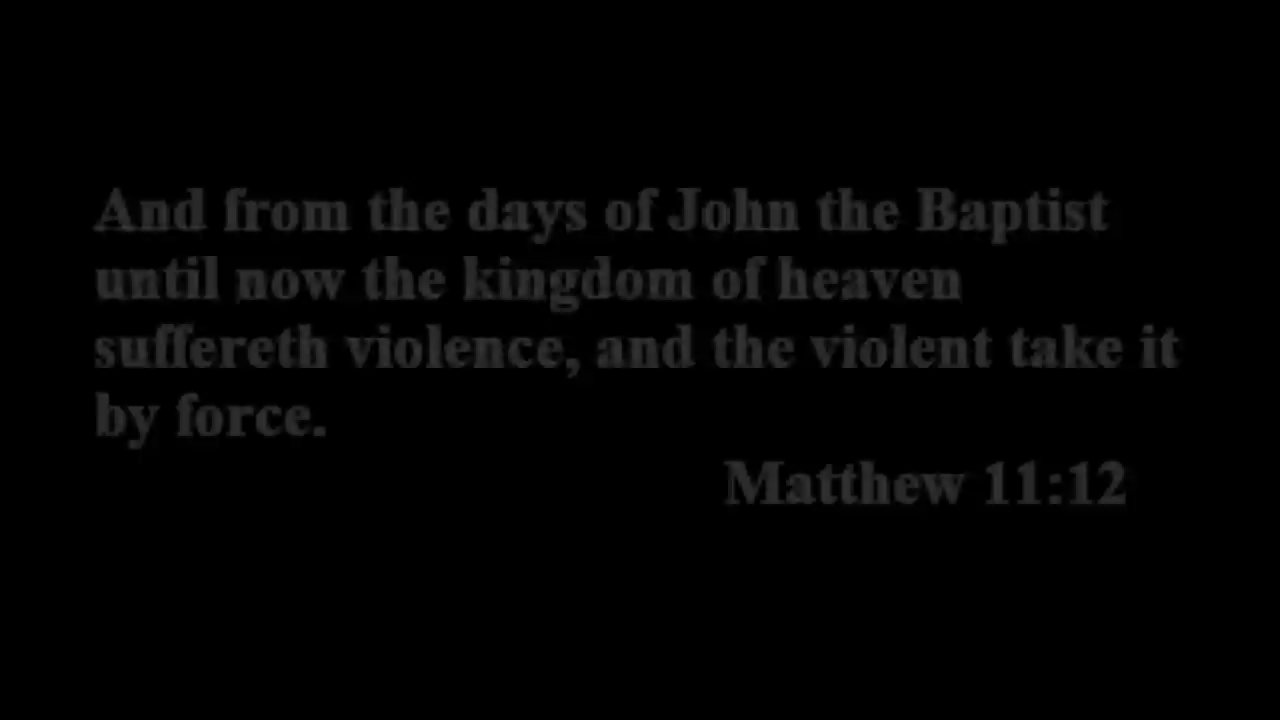 And from the days of John the Baptist
until now the kingdom of heaven
suffereth violence, and the violent take it
by force.
Matthew 11:12